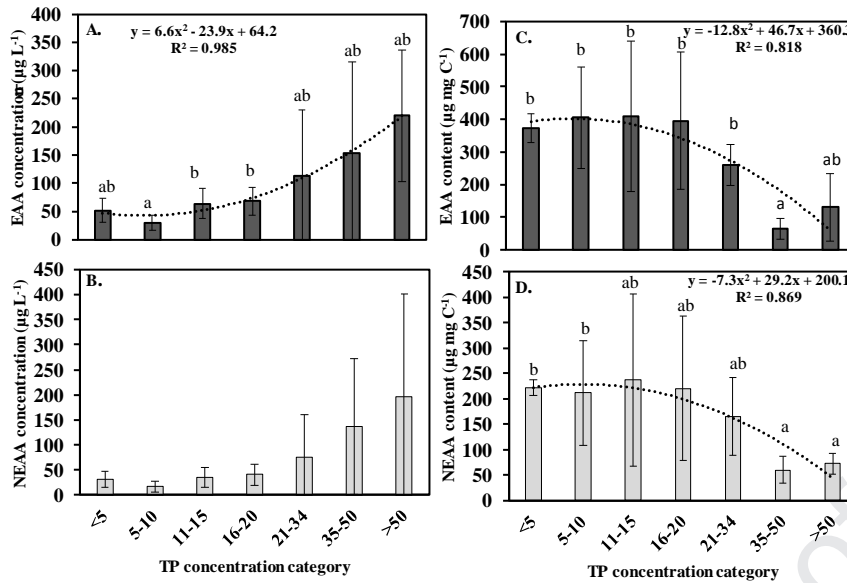 A.
y = 6.6x² - 23.9x + 64.2
R² = 0.985
EAA concentration (µg L⁻¹)
400
350
300
250
200
150
100
50
0
ab
a
b
b
ab
ab
ab
C.
y = -12.8x² + 46.7x + 360.3
R² = 0.818
EAA content (µg mg C⁻¹)
700
600
500
400
300
200
100
0
b
b
b
b
b
a
ab
B.
NEAA concentration (µg L⁻¹)
450
400
350
300
250
200
150
100
50
0
<5
5-10
11-15
16-20
21-34
35-50
>50
TP concentration category
D.
y = -7.3x² + 29.2x + 200.1
R² = 0.869
NEAA content (µg mg C⁻¹)
450
400
350
300
250
200
150
100
50
0
b
b
ab
ab
ab
a
a
<5
5-10
11-15
16-20
21-34
35-50
>50
TP concentration category